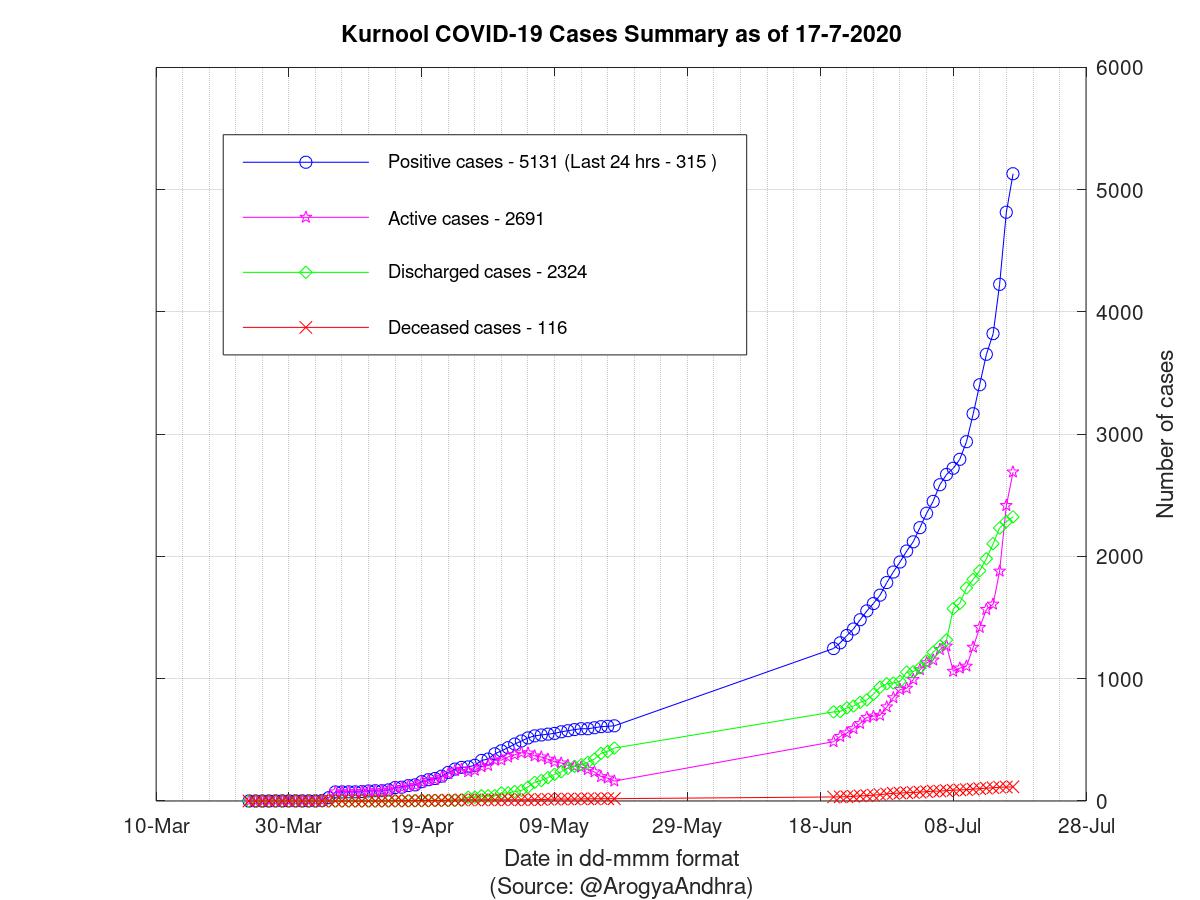 Kurnool COVID-19 Cases Summary as of 17-7-2020
6000
Positive cases - 5131 (Last 24 hrs - 315 )
5000
Active cases - 2691
Discharged cases - 2324
4000
Deceased cases - 116
3000
2000
1000
0
Number of cases
10-Mar 30-Mar 19-Apr 09-May 29-May 18-Jun 08-Jul 28-Jul
Date in dd-mmm format
(Source: @ArogyaAndhra)